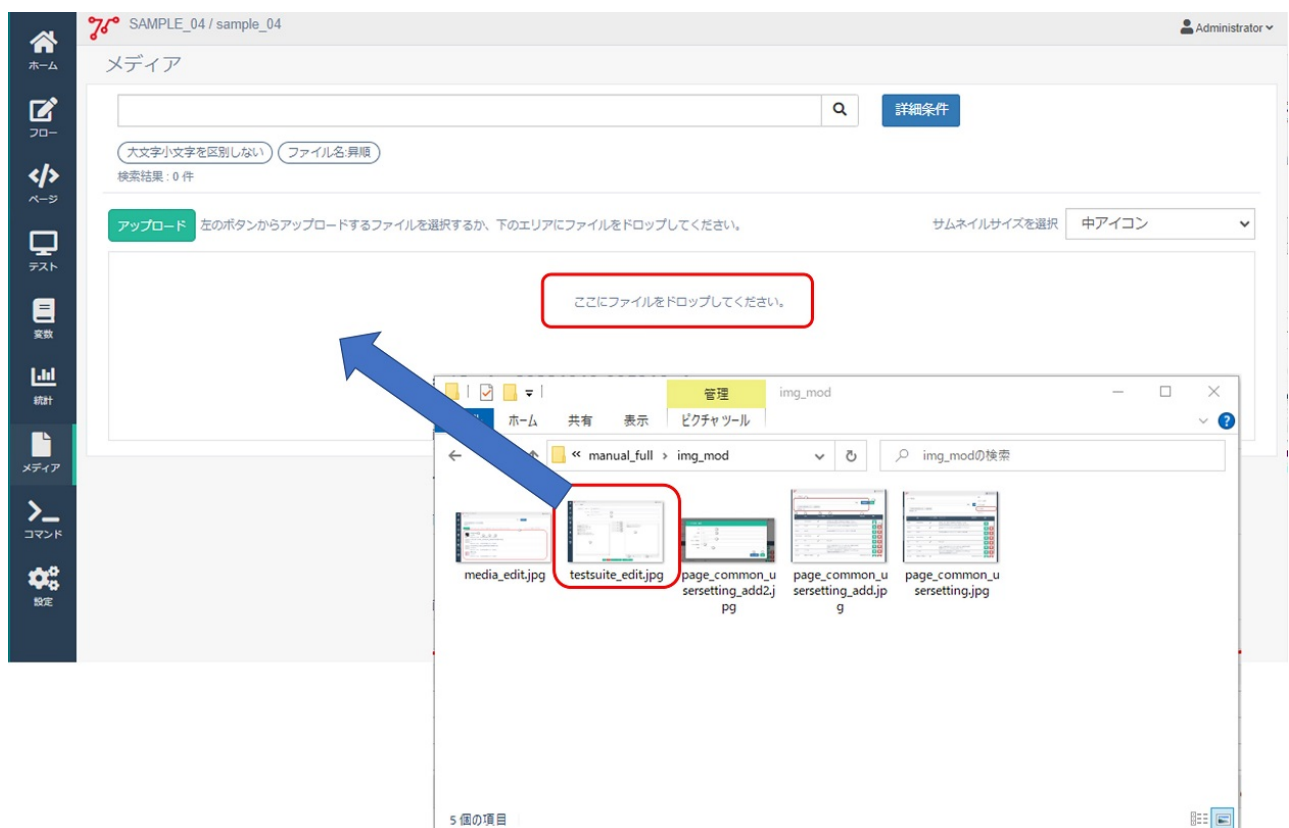 SAMPLE_04 / sample_04
Administrator
ホーム
メディア
フロー
詳細条件
大文字小文字を区別しない
ファイル名:昇順
検索結果 : 0 件
ページ
アップロード
左のボタンからアップロードするファイルを選択するか、下のエリアにファイルをドロップしてください。
サムネイルサイズを選択
中アイコン
テスト
ここにファイルをドロップしてください。
変数
統計
メディア
コマンド
設定
管理
img_mod
ホーム
共有
表示
ピクチャ ツール
« manual_full › img_mod
img_modの検索
media_edit.jpg
testsuite_edit.jpg
page_common_u
sersetting_add2.j
pg
page_common_u
sersetting_add.jp
g
page_common_u
sersetting.jpg
5 個の項目